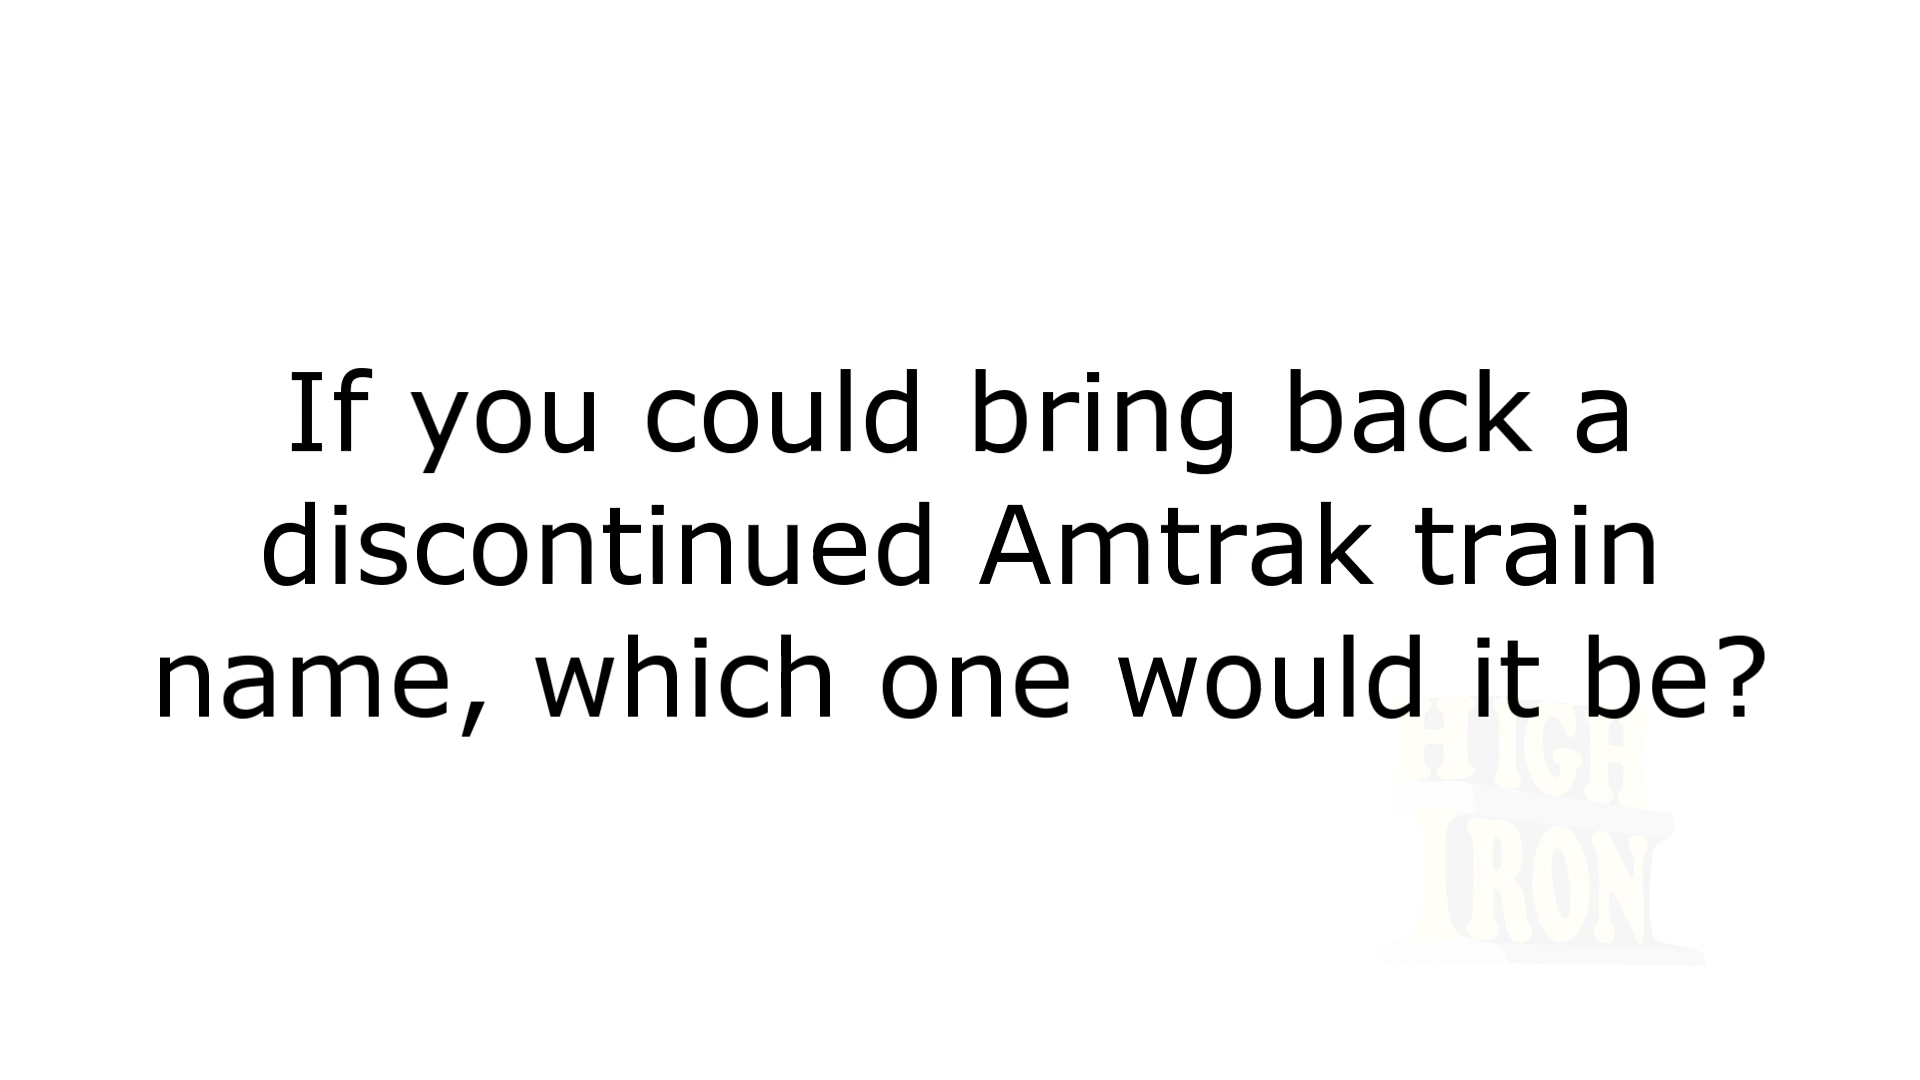 If you could bring back a
discontinued Amtrak train
name, which one would it be?
HIGH
IRON